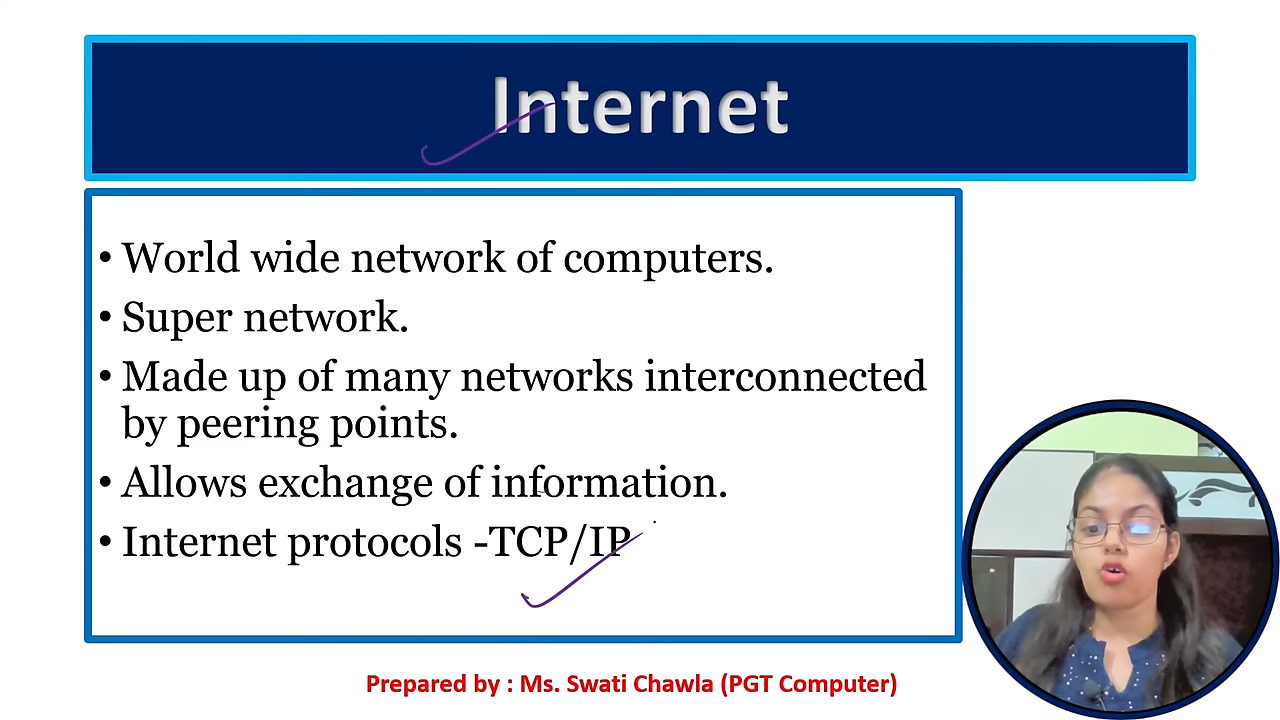 Internet
• World wide network of computers.
• Super network.
• Made up of many networks interconnected
by peering points.
• Allows exchange of information.
• Internet protocols -TCP/IP
Prepared by : Ms. Swati Chawla (PGT Computer)